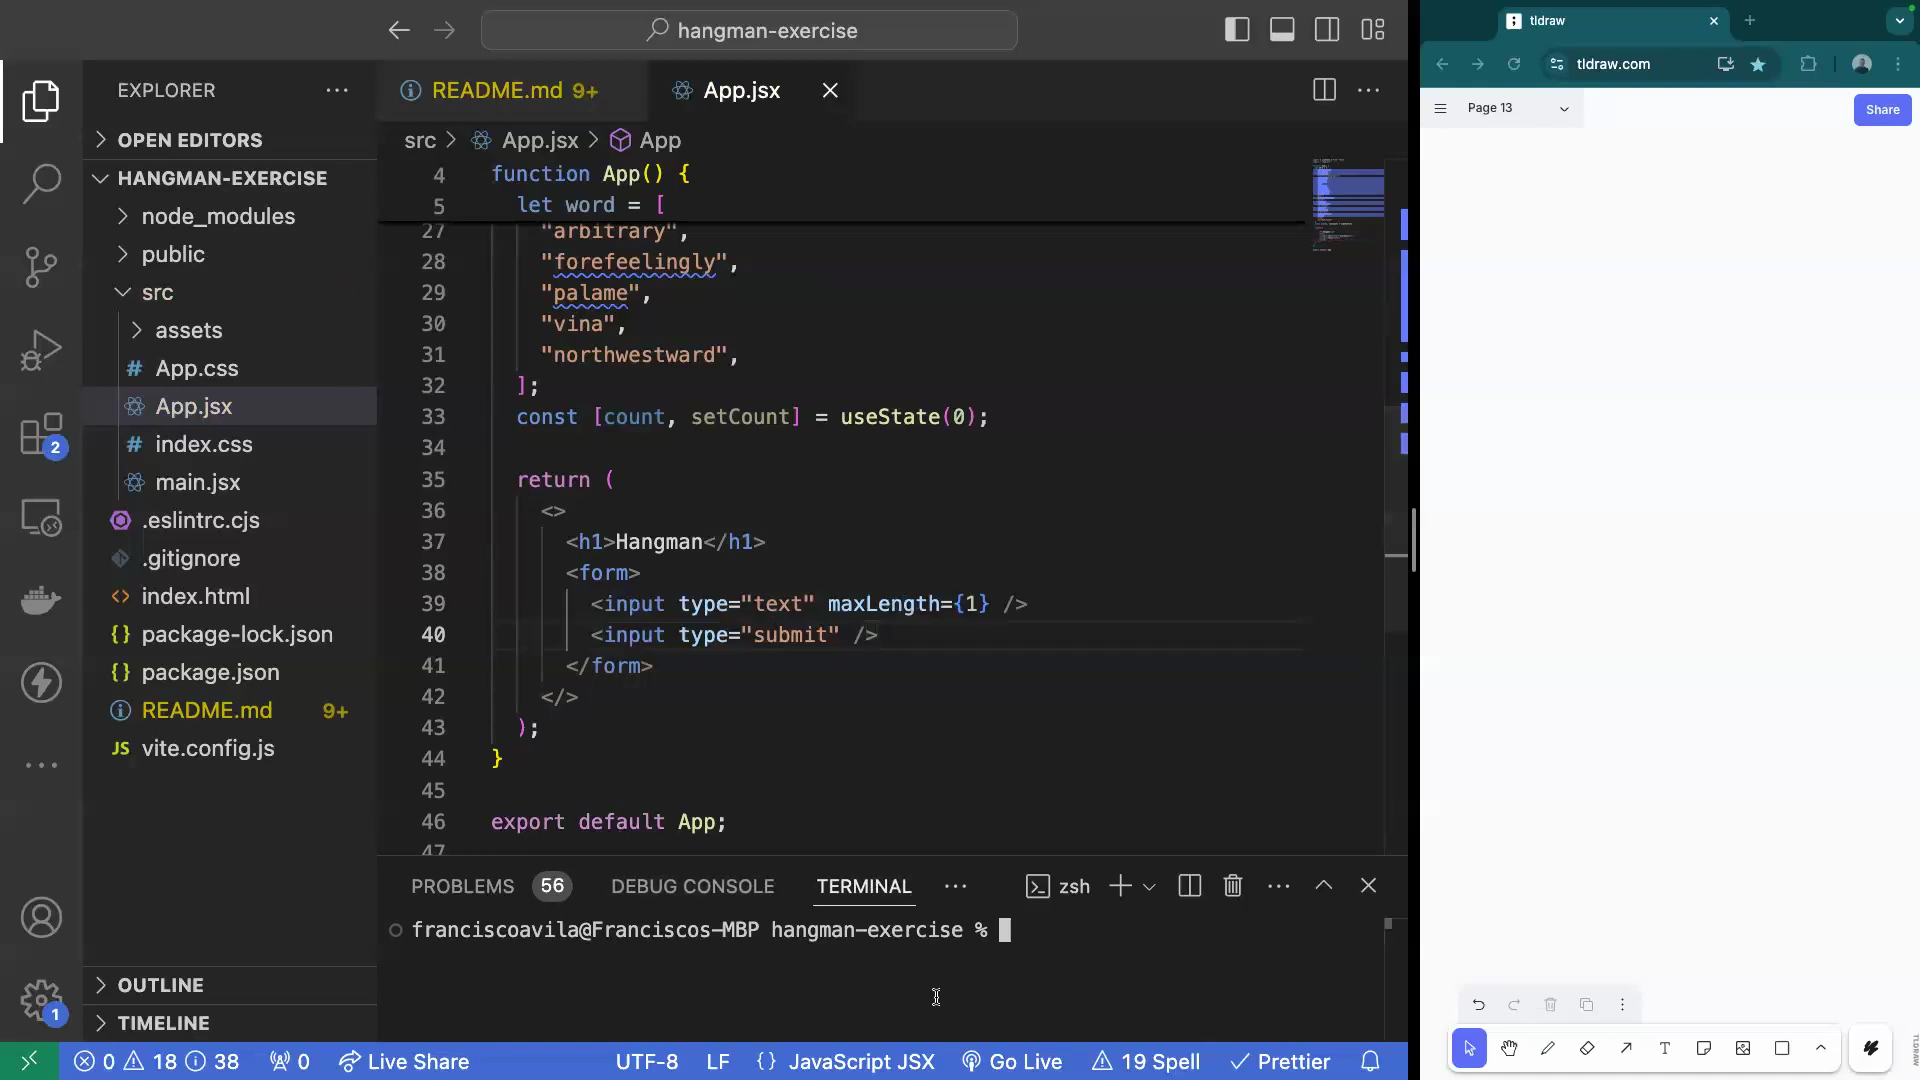 hangman-exercise
EXPLORER
OPEN EDITORS
HANGMAN-EXERCISE
node_modules
public
src
assets
# App.css
App.jsx
# index.css
main.jsx
.eslintrc.cjs
.gitignore
<> index.html
{} package-lock.json
{} package.json
README.md 9+
JS vite.config.js
OUTLINE
TIMELINE
2
1
README.md 9+
App.jsx
src > App.jsx > App
4 function App() {
5 let word = [
27 "arbitrary",
28 "forefeelingly",
29 "palame",
30 "vina",
31 "northwestward",
32 ];
33 const [count, setCount] = useState(0);
34
35 return (
36 <>
37 <h1>Hangman</h1>
38 <form>
39 <input type="text" maxLength={1} />
40 <input type="submit" />
41 </form>
42 </>
43 );
44 }
45
46 export default App;
47
PROBLEMS 56 DEBUG CONSOLE TERMINAL zsh
franciscoavila@Franciscos-MBP hangman-exercise %
0 18 38 0 Live Share UTF-8 LF {} JavaScript JSX Go Live 19 Spell Prettier
tldraw
tldraw.com
Page 13
Share
TLDRAW